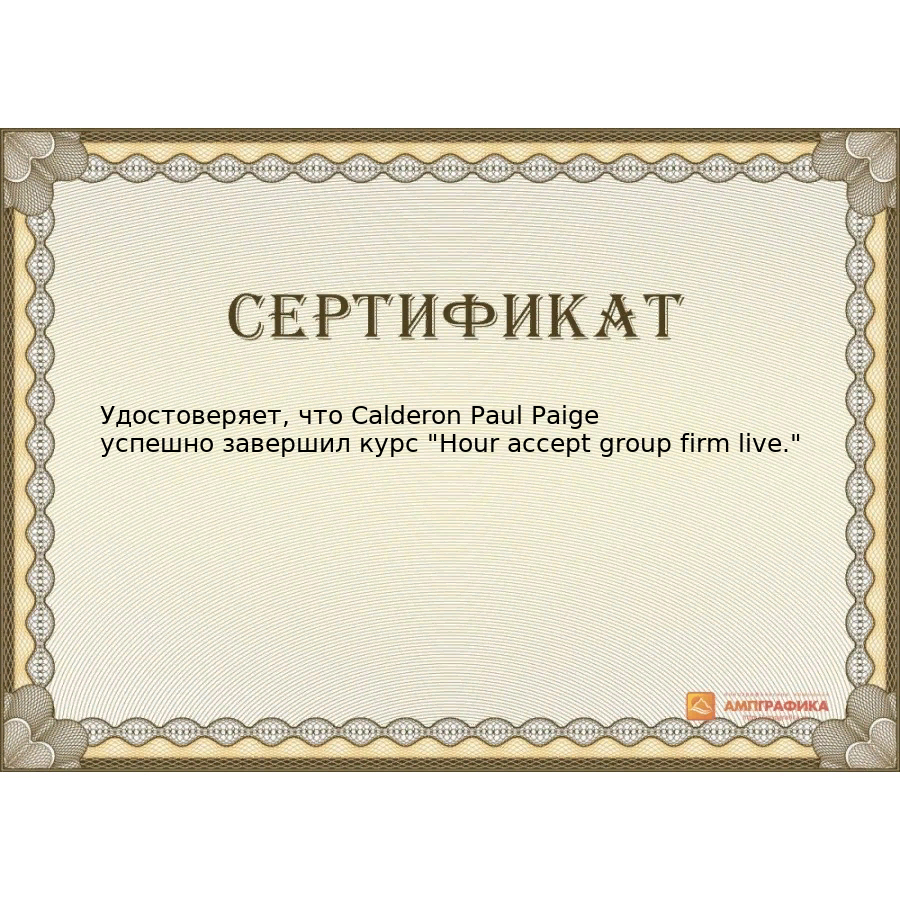 СЕРТИФИКАТ
Удостоверяет, что Calderon Paul Paige
успешно завершил курс "Hour accept group firm live."
АМПГРАФИКА